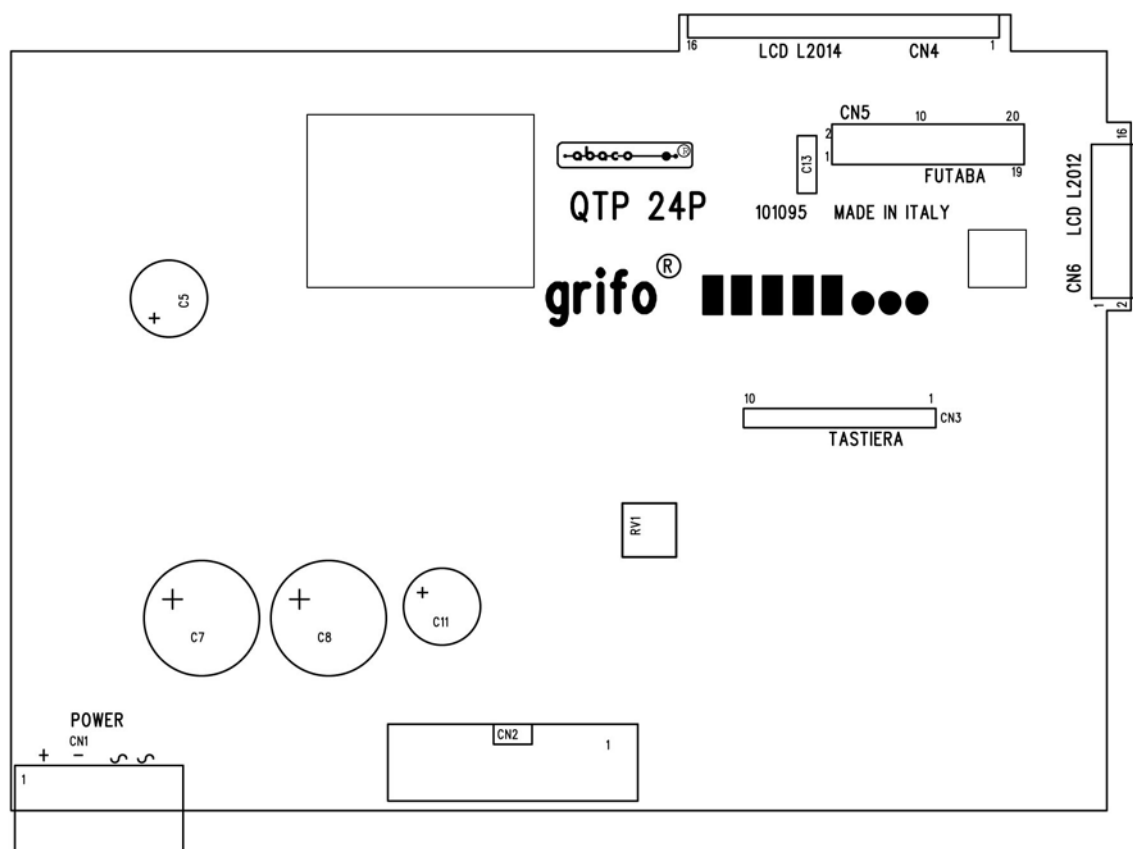 16 LCD L2014 CN4 1
CN5 10 20
2
1
19
FUTABA
C13
16
LCD L2012
CN6
1 2
abaco ®
QTP 24P
101095 MADE IN ITALY
grifo ®
C5
10 1
CN3
TASTIERA
RV1
C7
C8
C11
POWER
CN1
+ - ∽ ∽
1
CN2
1